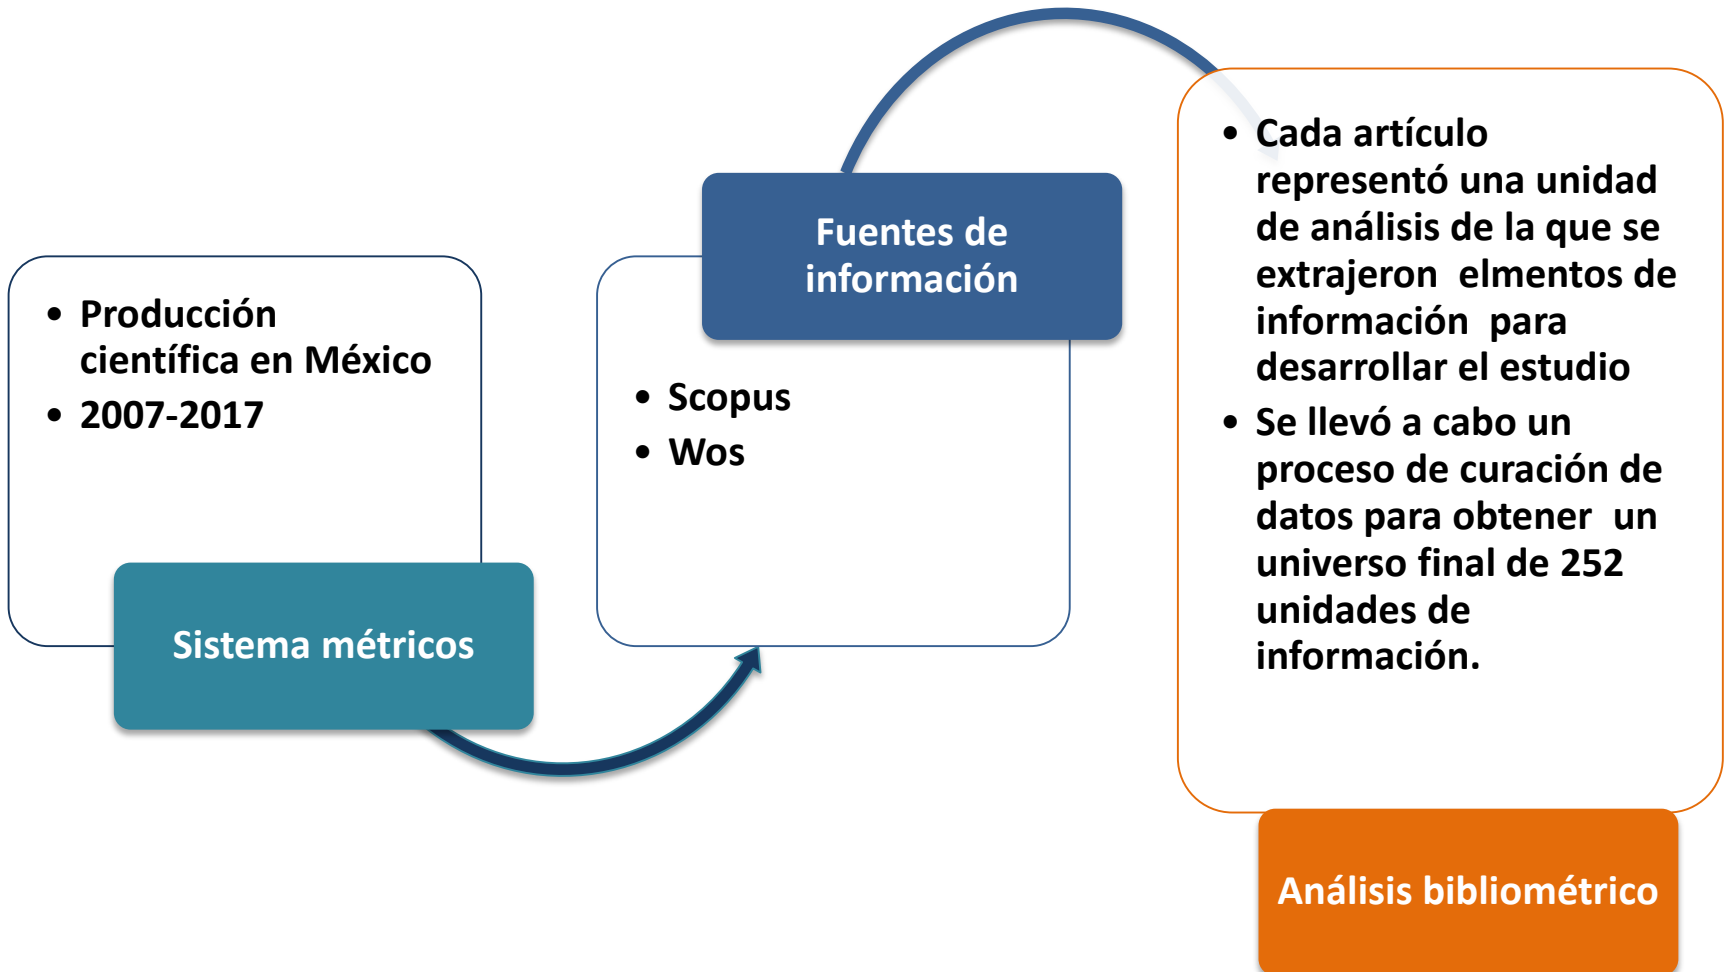 • Producción
científica en México
• 2007-2017
Sistema métricos
Fuentes de
información
• Scopus
• Wos
• Cada artículo
representó una unidad
de análisis de la que se
extrajeron elmentos de
información para
desarrollar el estudio
• Se llevó a cabo un
proceso de curación de
datos para obtener un
universo final de 252
unidades de
información.
Análisis bibliométrico